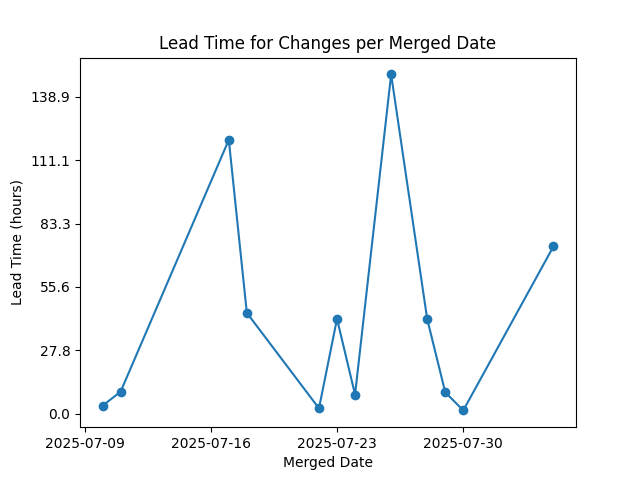 Lead Time for Changes per Merged Date
138.9
111.1
83.3
55.6
27.8
0.0
Lead Time (hours)
2025-07-09 2025-07-16 2025-07-23 2025-07-30
Merged Date